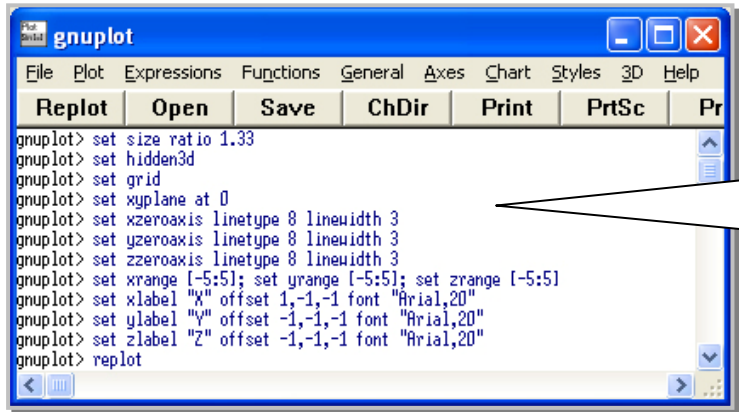 gnuplot
File Plot Expressions Functions General Axes Chart Styles 3D Help
Replot Open Save ChDir Print PrtSc Pr
gnuplot> set size ratio 1.33
gnuplot> set hidden3d
gnuplot> set grid
gnuplot> set xyplane at 0
gnuplot> set xzeroaxis linetype 8 linewidth 3
gnuplot> set yzeroaxis linetype 8 linewidth 3
gnuplot> set zzeroaxis linetype 8 linewidth 3
gnuplot> set xrange [-5:5]; set yrange [-5:5]; set zrange [-5:5]
gnuplot> set xlabel "X" offset 1,-1,-1 font "Arial,20"
gnuplot> set ylabel "Y" offset -1,-1,-1 font "Arial,20"
gnuplot> set zlabel "Z" offset -1,-1,-1 font "Arial,20"
gnuplot> replot